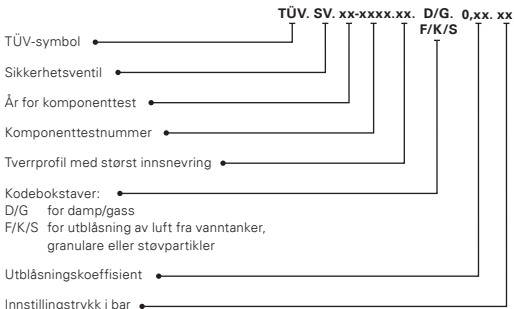 TÜV. SV. xx-xxxx.xx. D/G. 0,xx. xx
F/K/S
TÜV-symbol
Sikkerhetsventil
År for komponenttest
Komponenttestnummer
Tverrprofil med størst innsnevring
Kodebokstaver:
D/G for damp/gass
F/K/S for utblåsning av luft fra vanntanker,
granulare eller støvpartikler
Utblåsningskoeffisient
Innstillingstrykk i bar